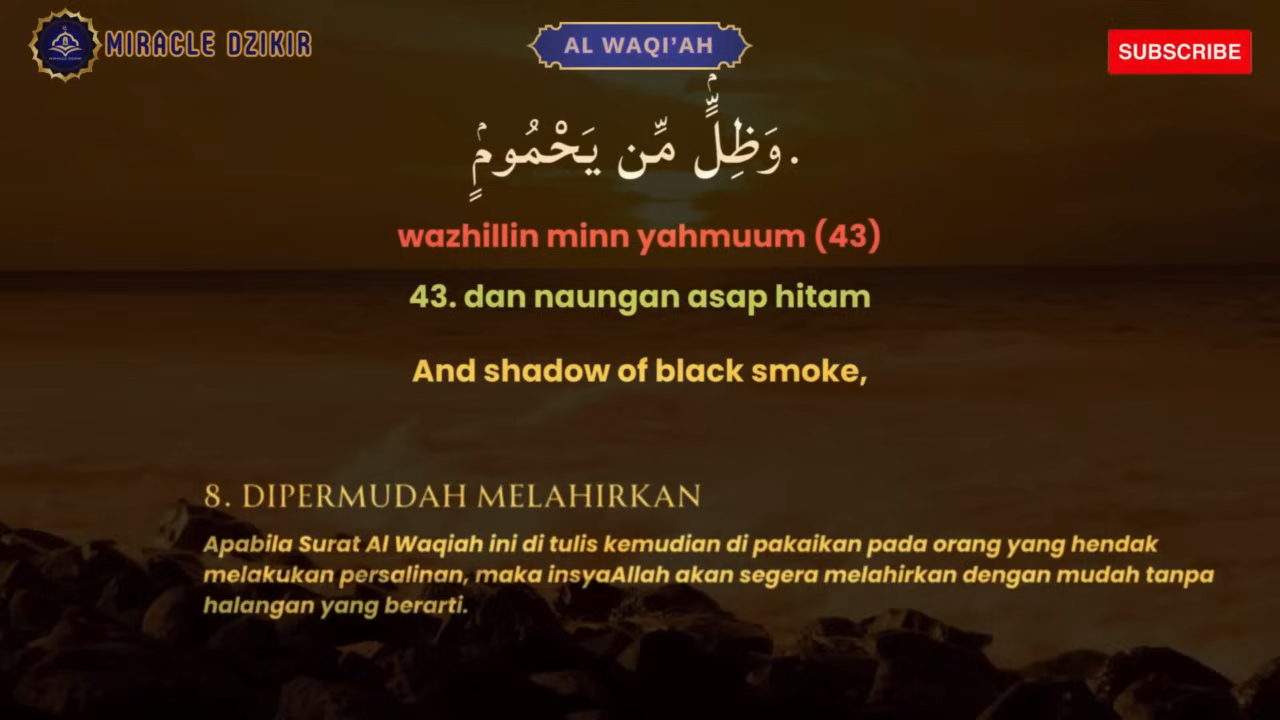 MIRACLE DZIKIR
AL WAQI'AH
SUBSCRIBE
وَظِلٍّۢ مِّن يَحْمُومٍۢ.
wazhillin minn yahmuum (43)
43. dan naungan asap hitam
And shadow of black smoke,
8. DIPERMUDAH MELAHIRKAN
Apabila Surat Al Waqiah ini di tulis kemudian di pakaikan pada orang yang hendak
melakukan persalinan, maka insyaAllah akan segera melahirkan dengan mudah tanpa
halangan yang berarti.